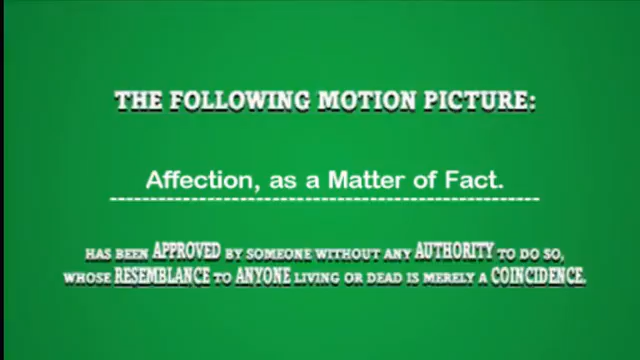 THE FOLLOWING MOTION PICTURE:
Affection, as a Matter of Fact.
HAS BEEN APPROVED BY SOMEONE WITHOUT ANY AUTHORITY TO DO SO,
WHOSE RESEMBLANCE TO ANYONE LIVING OR DEAD IS MERELY A COINCIDENCE.